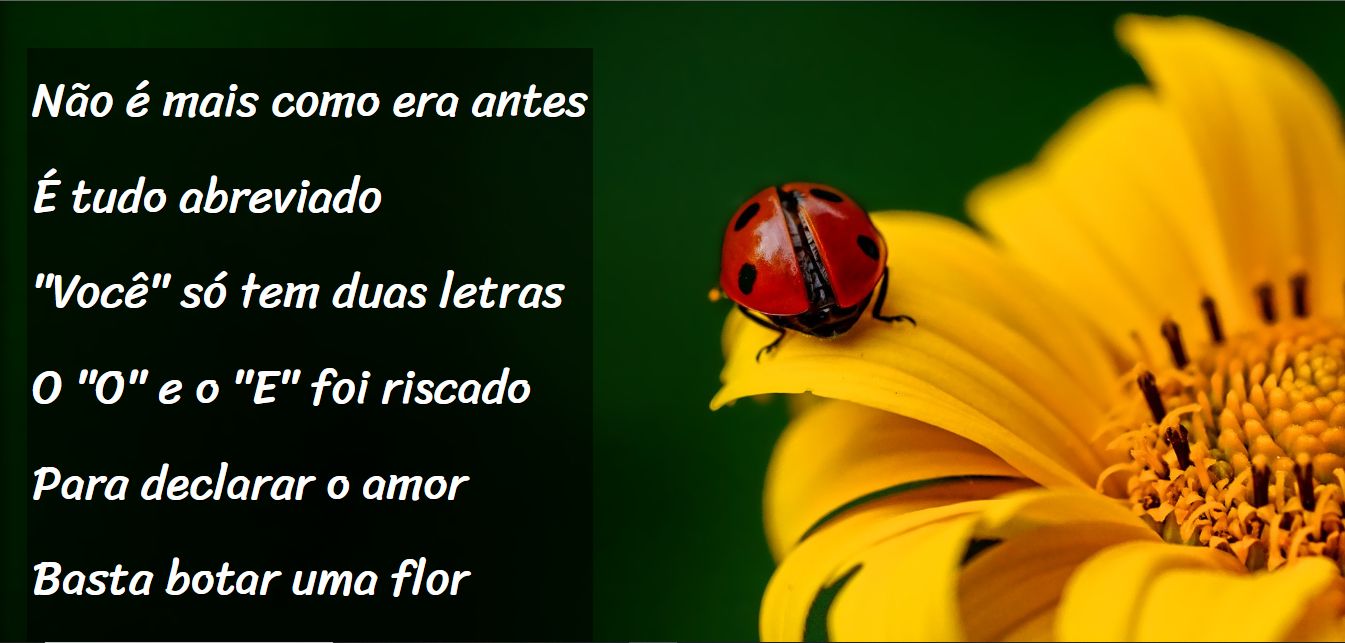 Não é mais como era antes
É tudo abreviado
"Você" só tem duas letras
O "O" e o "E" foi riscado
Para declarar o amor
Basta botar uma flor